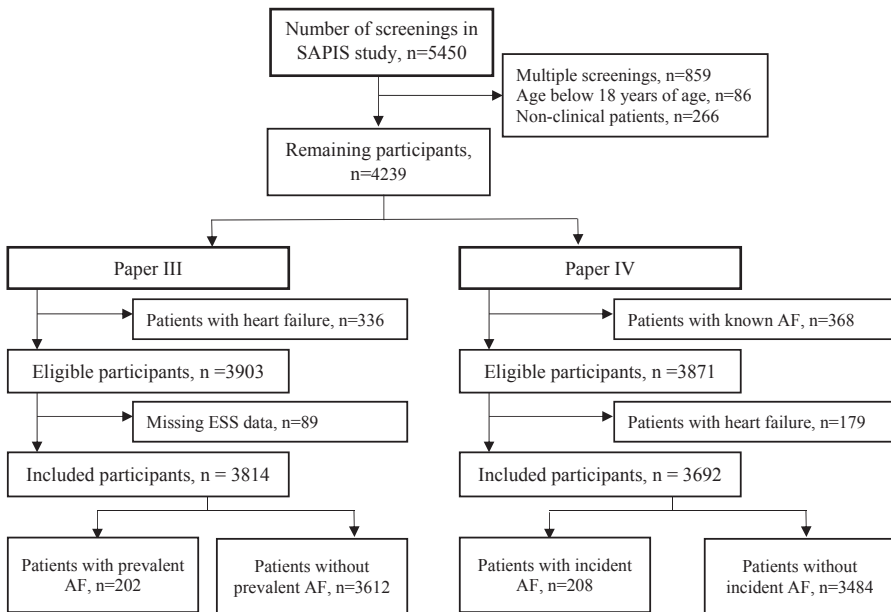 Number of screenings in
SAPIS study, n=5450
Multiple screenings, n=859
Age below 18 years of age, n=86
Non-clinical patients, n=266
Remaining participants,
n=4239
Paper III
Patients with heart failure, n=336
Eligible participants, n =3903
Missing ESS data, n=89
Included participants, n = 3814
Patients with prevalent
AF, n=202
Patients without
prevalent AF, n=3612
Paper IV
Patients with known AF, n=368
Eligible participants, n =3871
Patients with heart failure, n=179
Included participants, n = 3692
Patients with incident
AF, n=208
Patients without
incident AF, n=3484